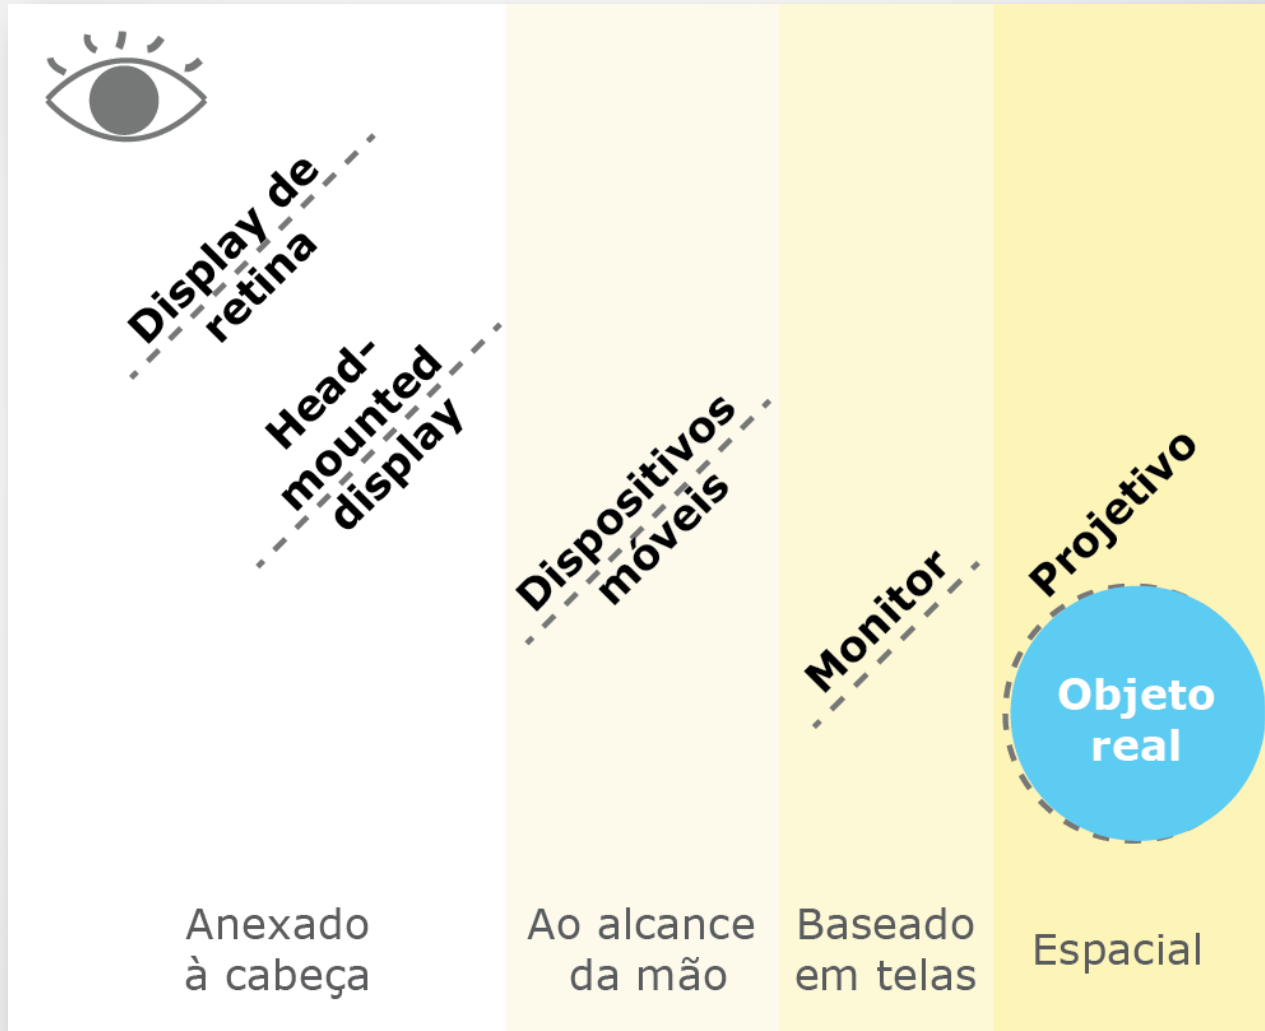 Display de
retina
Head-
mounted
display
Dispositivos
móveis
Monitor
Projetivo
Objeto
real
Anexado
à cabeça
Ao alcance
da mão
Baseado
em telas
Espacial